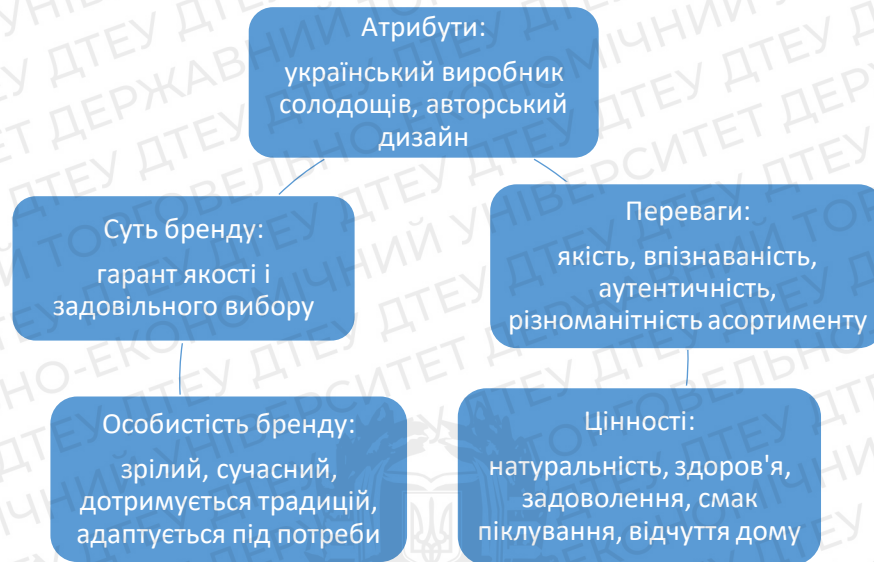 Атрибути:
український виробник
солодощів, авторський
дизайн
Суть бренду:
гарант якості і
задовільного вибору
Переваги:
якість, впізнаваність,
аутентичність,
різноманітність асортименту
Особистість бренду:
зрілий, сучасний,
дотримується традицій,
адаптується під потреби
Цінності:
натуральність, здоров'я,
задоволення, смак
піклування, відчуття дому